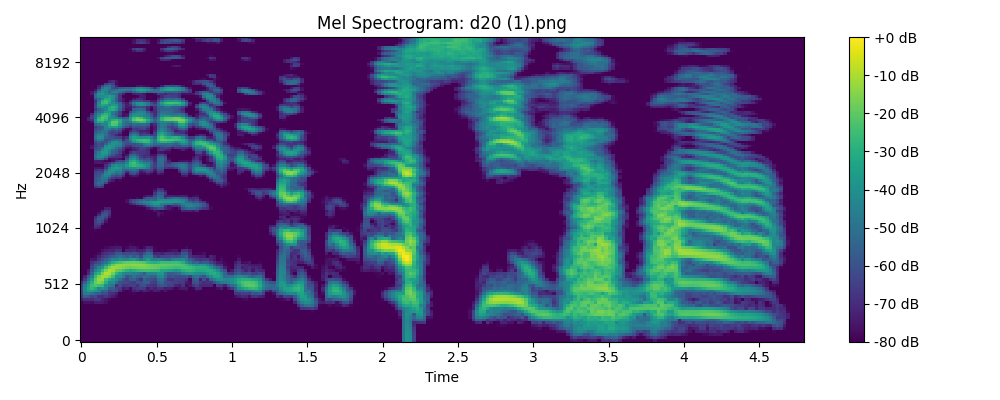 Mel Spectrogram: d20 (1).png
Hz
8192
4096
2048
1024
512
0
0 0.5 1 1.5 2 2.5 3 3.5 4 4.5
Time
+0 dB
-10 dB
-20 dB
-30 dB
-40 dB
-50 dB
-60 dB
-70 dB
-80 dB